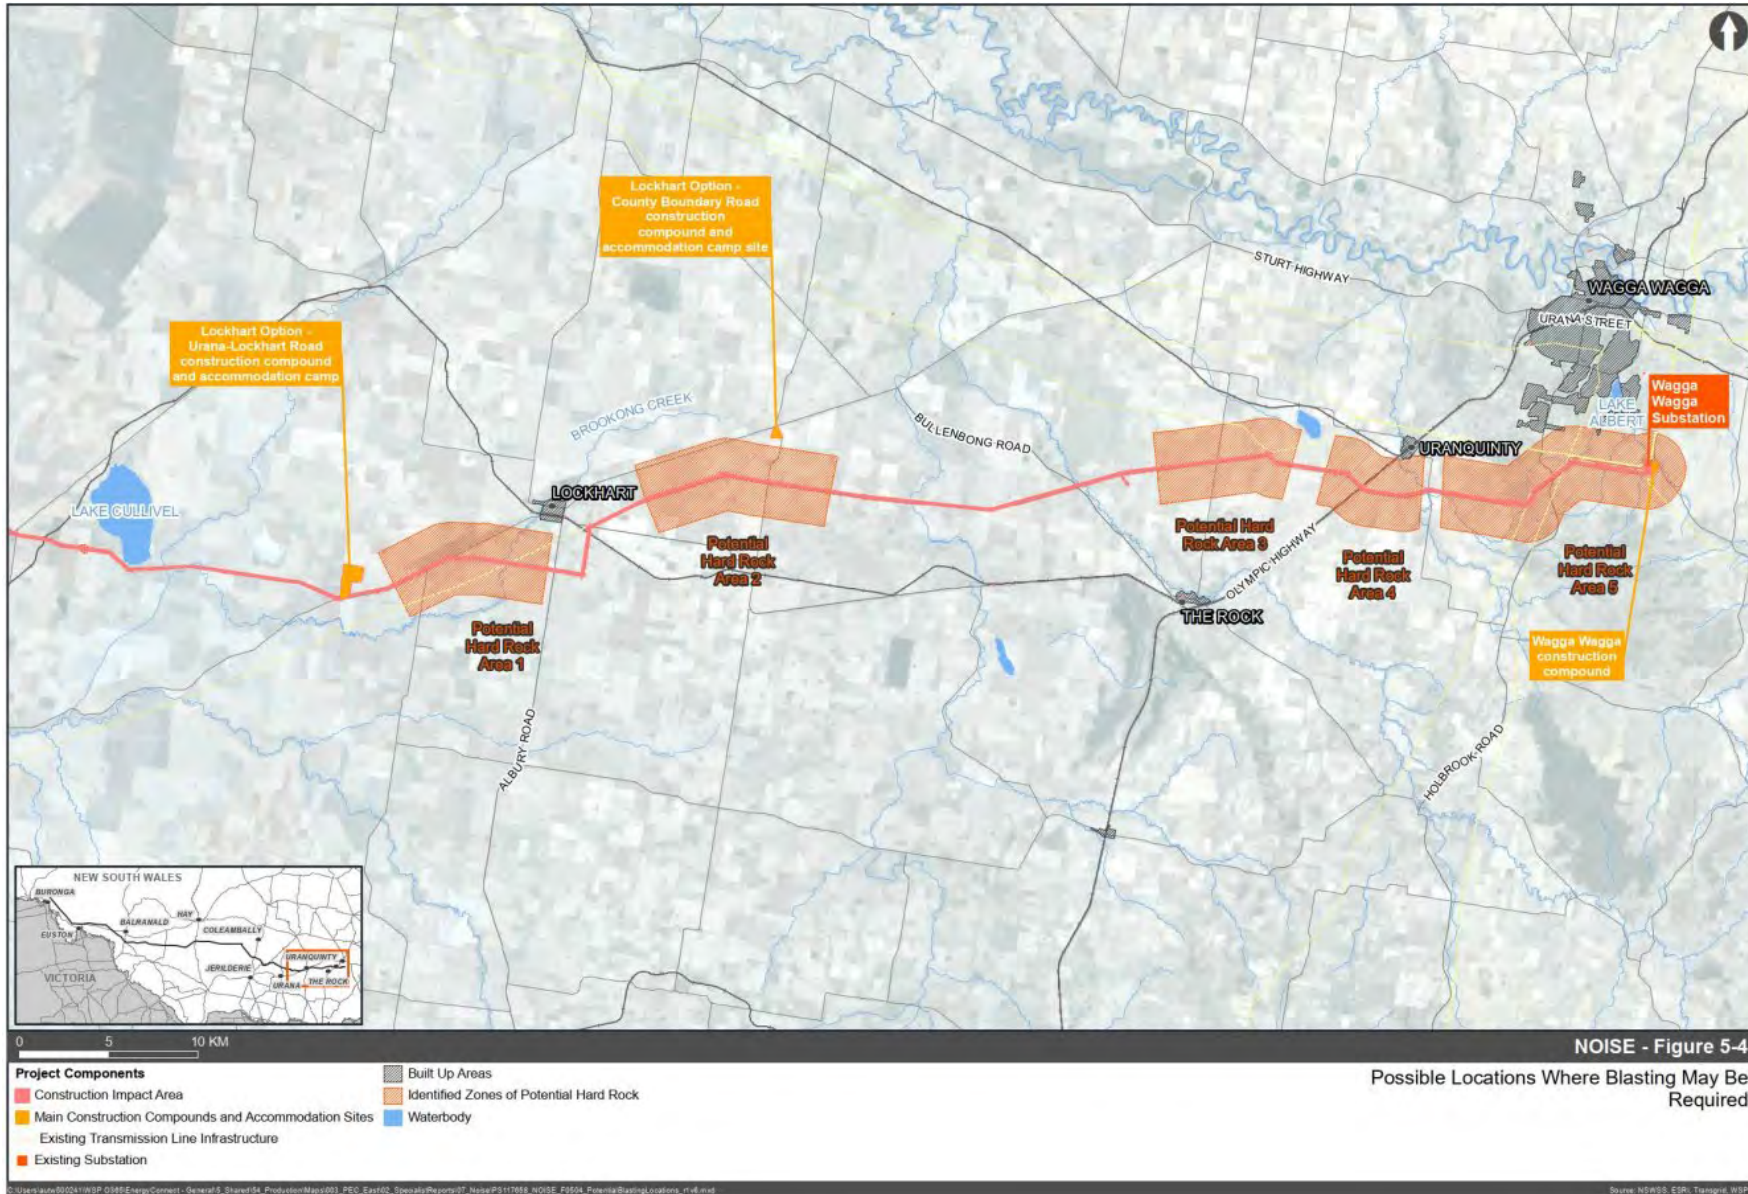 Lockhart Option -
County Boundary Road
construction
compound and
accommodation camp site
STURT HIGHWAY
WAGGA WAGGA
URANA STREET
Lockhart Option -
Urana-Lockhart Road
construction compound
and accommodation camp
Wagga
Wagga
Substation
LAKE
ALBERT
BROOKONG CREEK
BULLENBONG ROAD
URANQUINTY
LOCKHART
LAKE CULLIVEL
Potential Hard
Rock Area 3
Potential
Hard Rock
Area 2
Potential
Hard Rock
Area 4
Potential
Hard Rock
Area 5
OLYMPIC HIGHWAY
THE ROCK
Potential
Hard Rock
Area 1
Wagga Wagga
construction
compound
ALBURY ROAD
HOLBROOK ROAD
NEW SOUTH WALES
BURONGA
HAY
BALRANALD
COLEAMBALLY
EUSTON
URANQUINTY
JERILDERIE
VICTORIA
URANA
THE ROCK
0 5 10 KM
NOISE - Figure 5-4
Possible Locations Where Blasting May Be
Required
Project Components
Construction Impact Area
Main Construction Compounds and Accommodation Sites
Existing Transmission Line Infrastructure
Existing Substation
Built Up Areas
Identified Zones of Potential Hard Rock
Waterbody
Source: NSWSS, ESRI, Transgrid, WSP